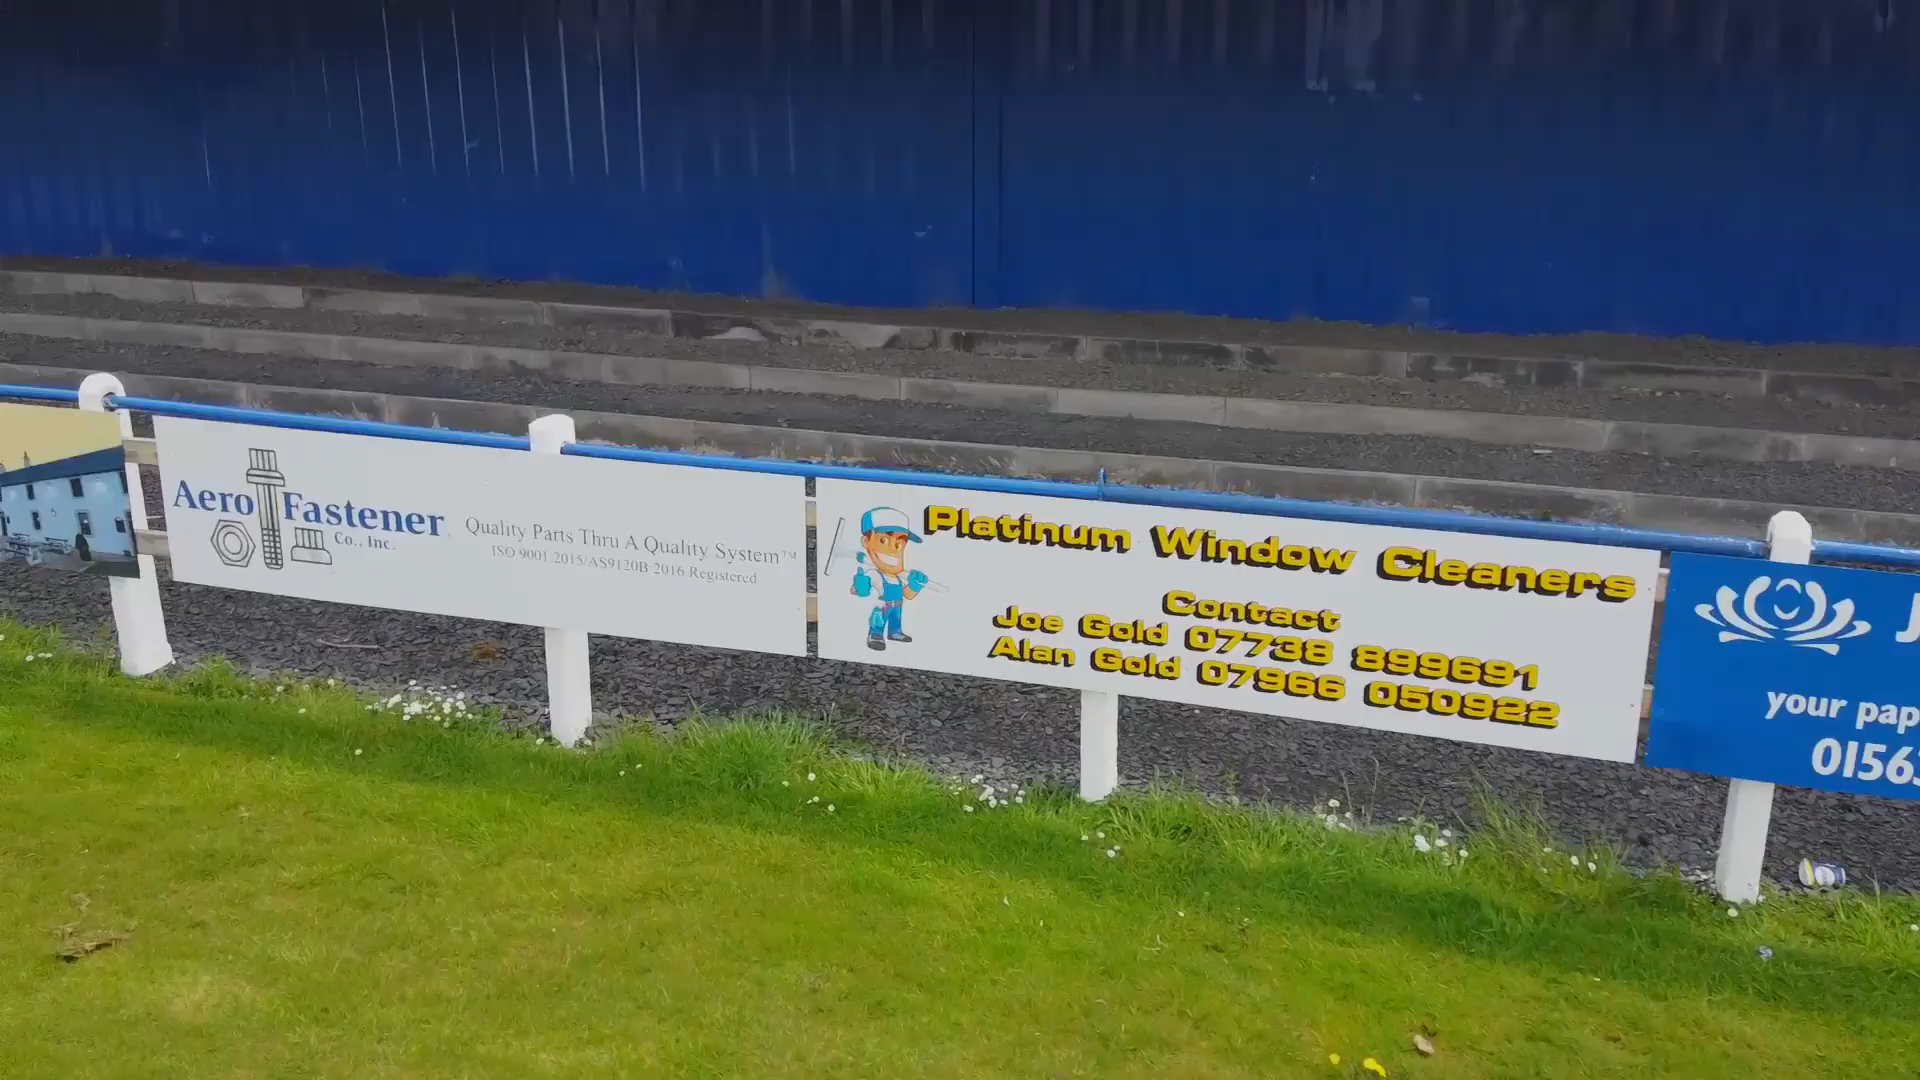 Aero Fastener
Co., Inc.
Quality Parts Thru A Quality System™
ISO 9001:2015/AS9120B 2016 Registered
Platinum Window Cleaners
Contact
Joe Gold 07738 899691
Alan Gold 07966 050922
J
your pap
0156